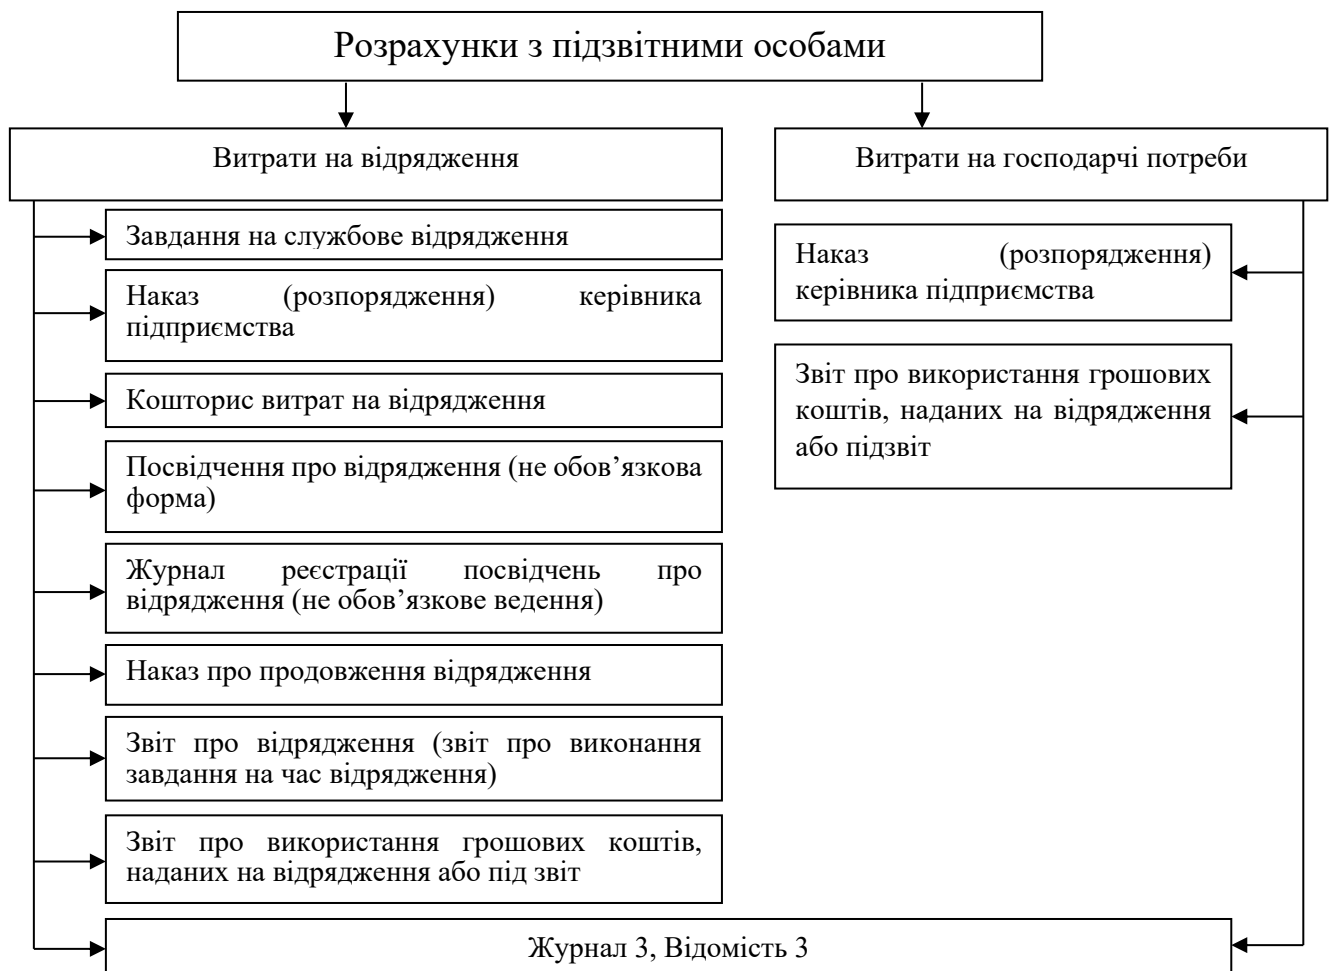 Розрахунки з підзвітними особами
Витрати на відрядження
Витрати на господарчі потреби
Завдання на службове відрядження
Наказ (розпорядження) керівника
підприємства
Кошторис витрат на відрядження
Посвідчення про відрядження (не обов’язкова
форма)
Журнал реєстрації посвідчень про
відрядження (не обов’язкове ведення)
Наказ про продовження відрядження
Звіт про відрядження (звіт про виконання
завдання на час відрядження)
Звіт про використання грошових коштів,
наданих на відрядження або під звіт
Наказ (розпорядження)
керівника підприємства
Звіт про використання грошових
коштів, наданих на відрядження
або підзвіт
Журнал 3, Відомість 3